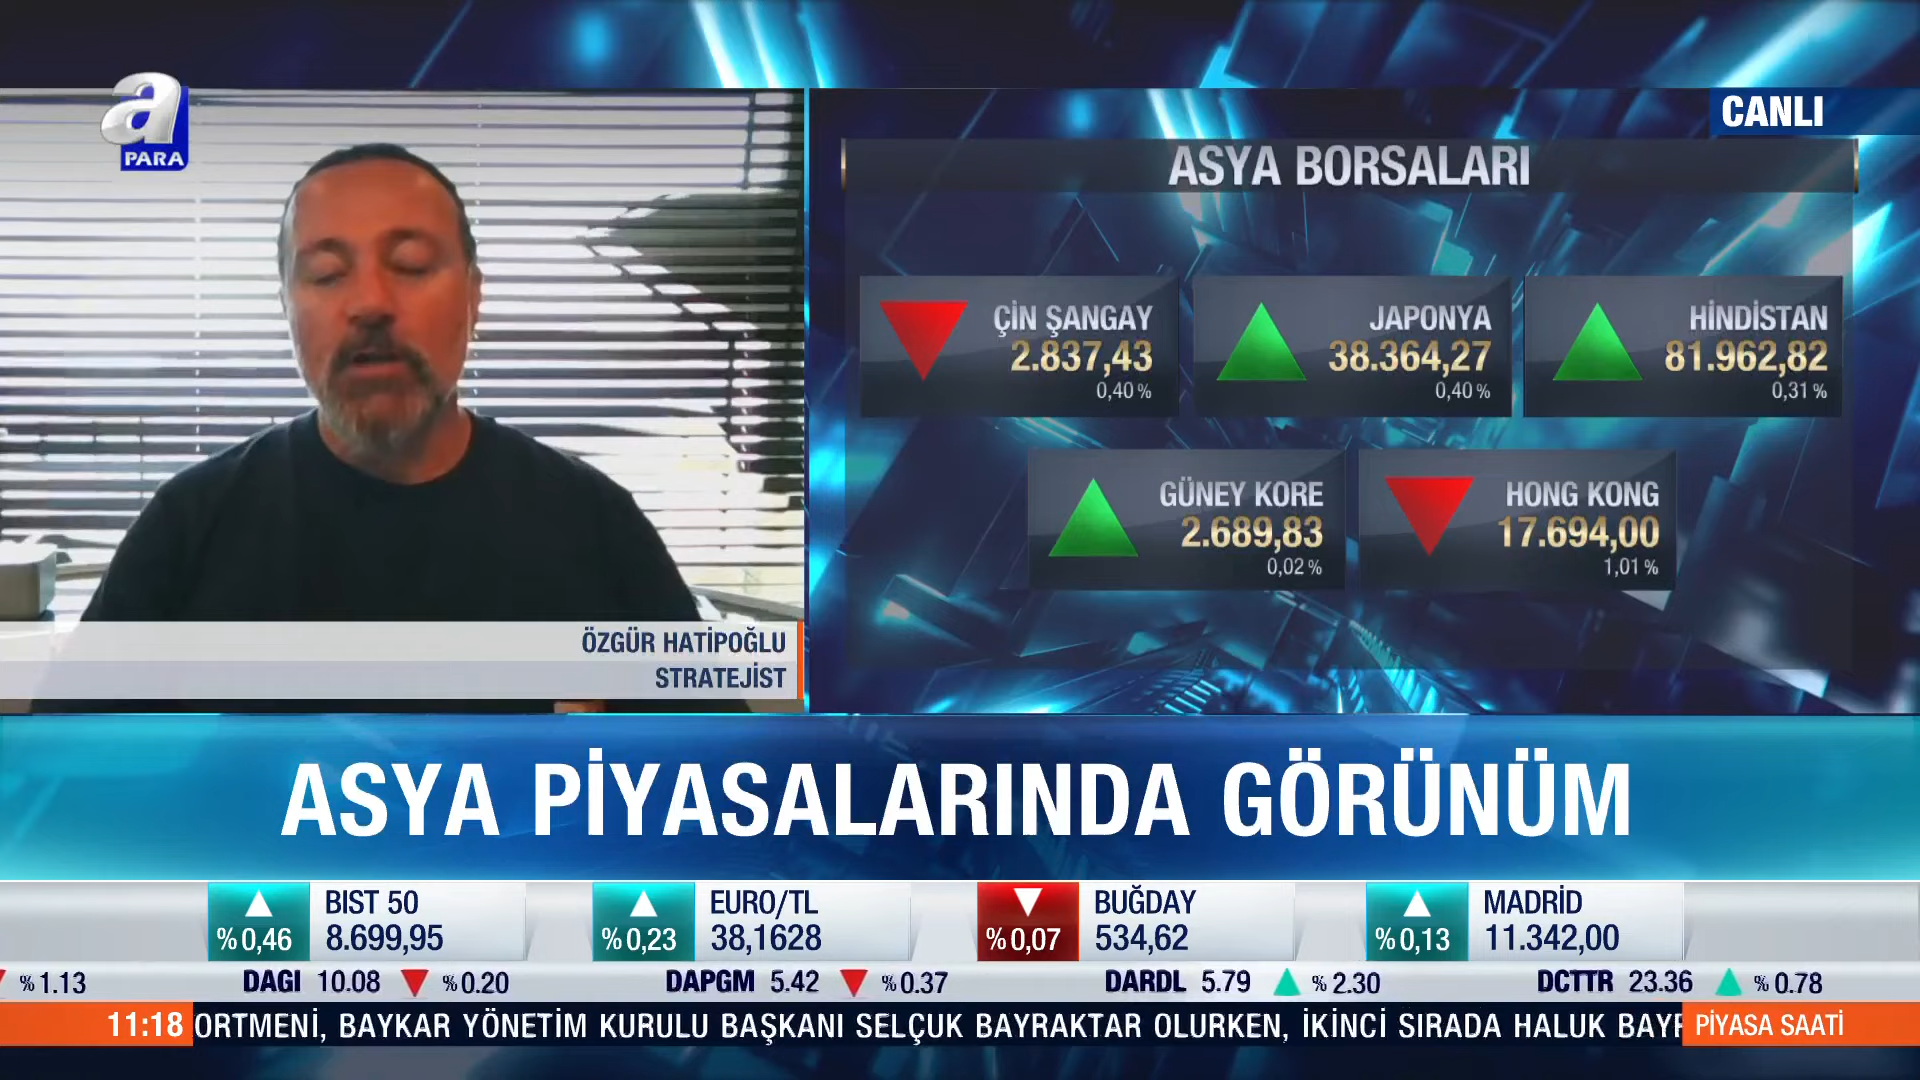 a
PARA
CANLI
ASYA BORSALARI
ÇİN ŞANGAY
2.837,43
0,40 %
JAPONYA
38.364,27
0,40 %
HİNDİSTAN
81.962,82
0,31 %
GÜNEY KORE
2.689,83
0,02 %
HONG KONG
17.694,00
1,01 %
ÖZGÜR HATİPOĞLU
STRATEJİST
ASYA PİYASALARINDA GÖRÜNÜM
%0,46 BIST 50 8.699,95
%0,23 EURO/TL 38,1628
%0,07 BUĞDAY 534,62
%0,13 MADRİD 11.342,00
%1.13 DAGI 10.08 %0.20 DAPGM 5.42 %0.37 DARDL 5.79 %2.30 DCTTR 23.36 %0.78
11:18 ORTMENİ, BAYKAR YÖNETİM KURULU BAŞKANI SELÇUK BAYRAKTAR OLURKEN, İKİNCİ SIRADA HALUK BAYR PİYASA SAATİ